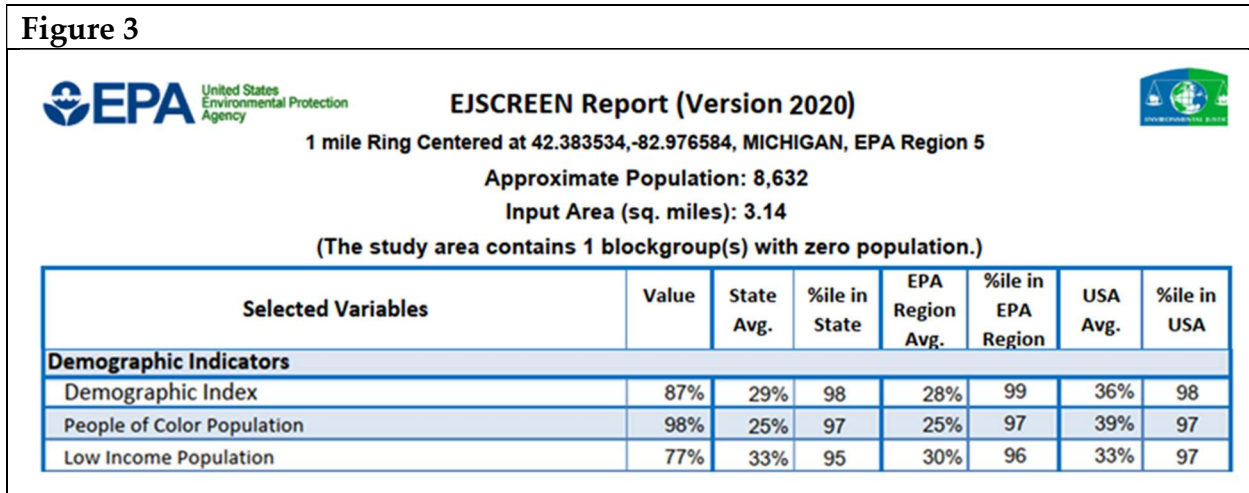 Figure 3
EPA United States
Environmental Protection
Agency
EJSCREEN Report (Version 2020)
ENVIRONMENTAL JUSTICE
1 mile Ring Centered at 42.383534,-82.976584, MICHIGAN, EPA Region 5
Approximate Population: 8,632
Input Area (sq. miles): 3.14
(The study area contains 1 blockgroup(s) with zero population.)
Selected Variables Value State Avg. %ile in State EPA Region Avg. %ile in EPA Region USA Avg. %ile in USA
Demographic Indicators
Demographic Index 87% 29% 98 28% 99 36% 98
People of Color Population 98% 25% 97 25% 97 39% 97
Low Income Population 77% 33% 95 30% 96 33% 97